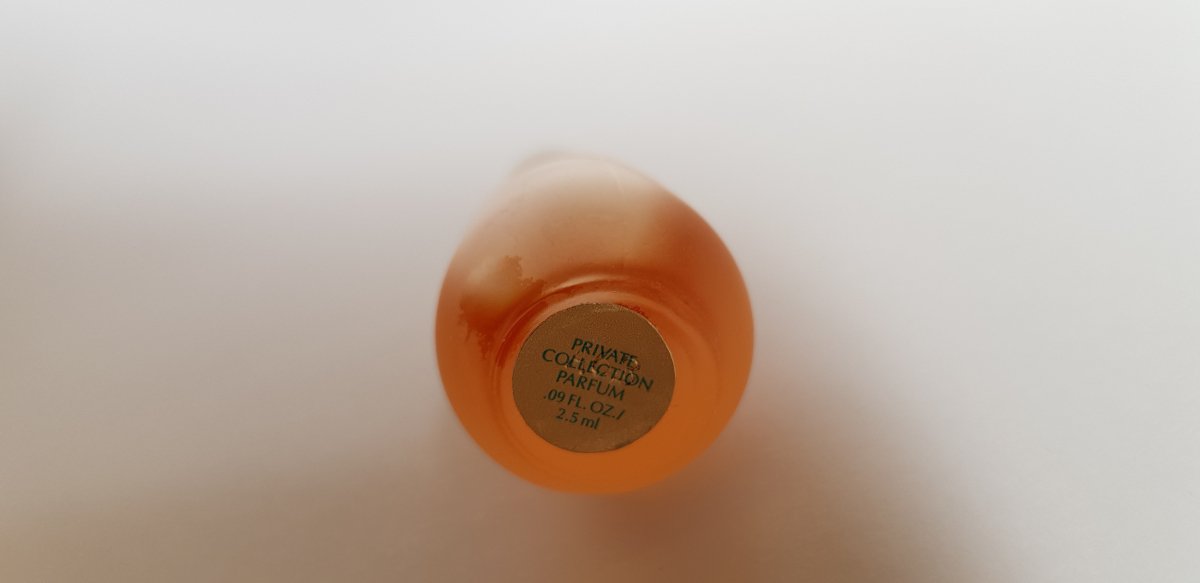 PRIVATE
COLLECTION
PARFUM
.09 FL. OZ./
2.5 ml